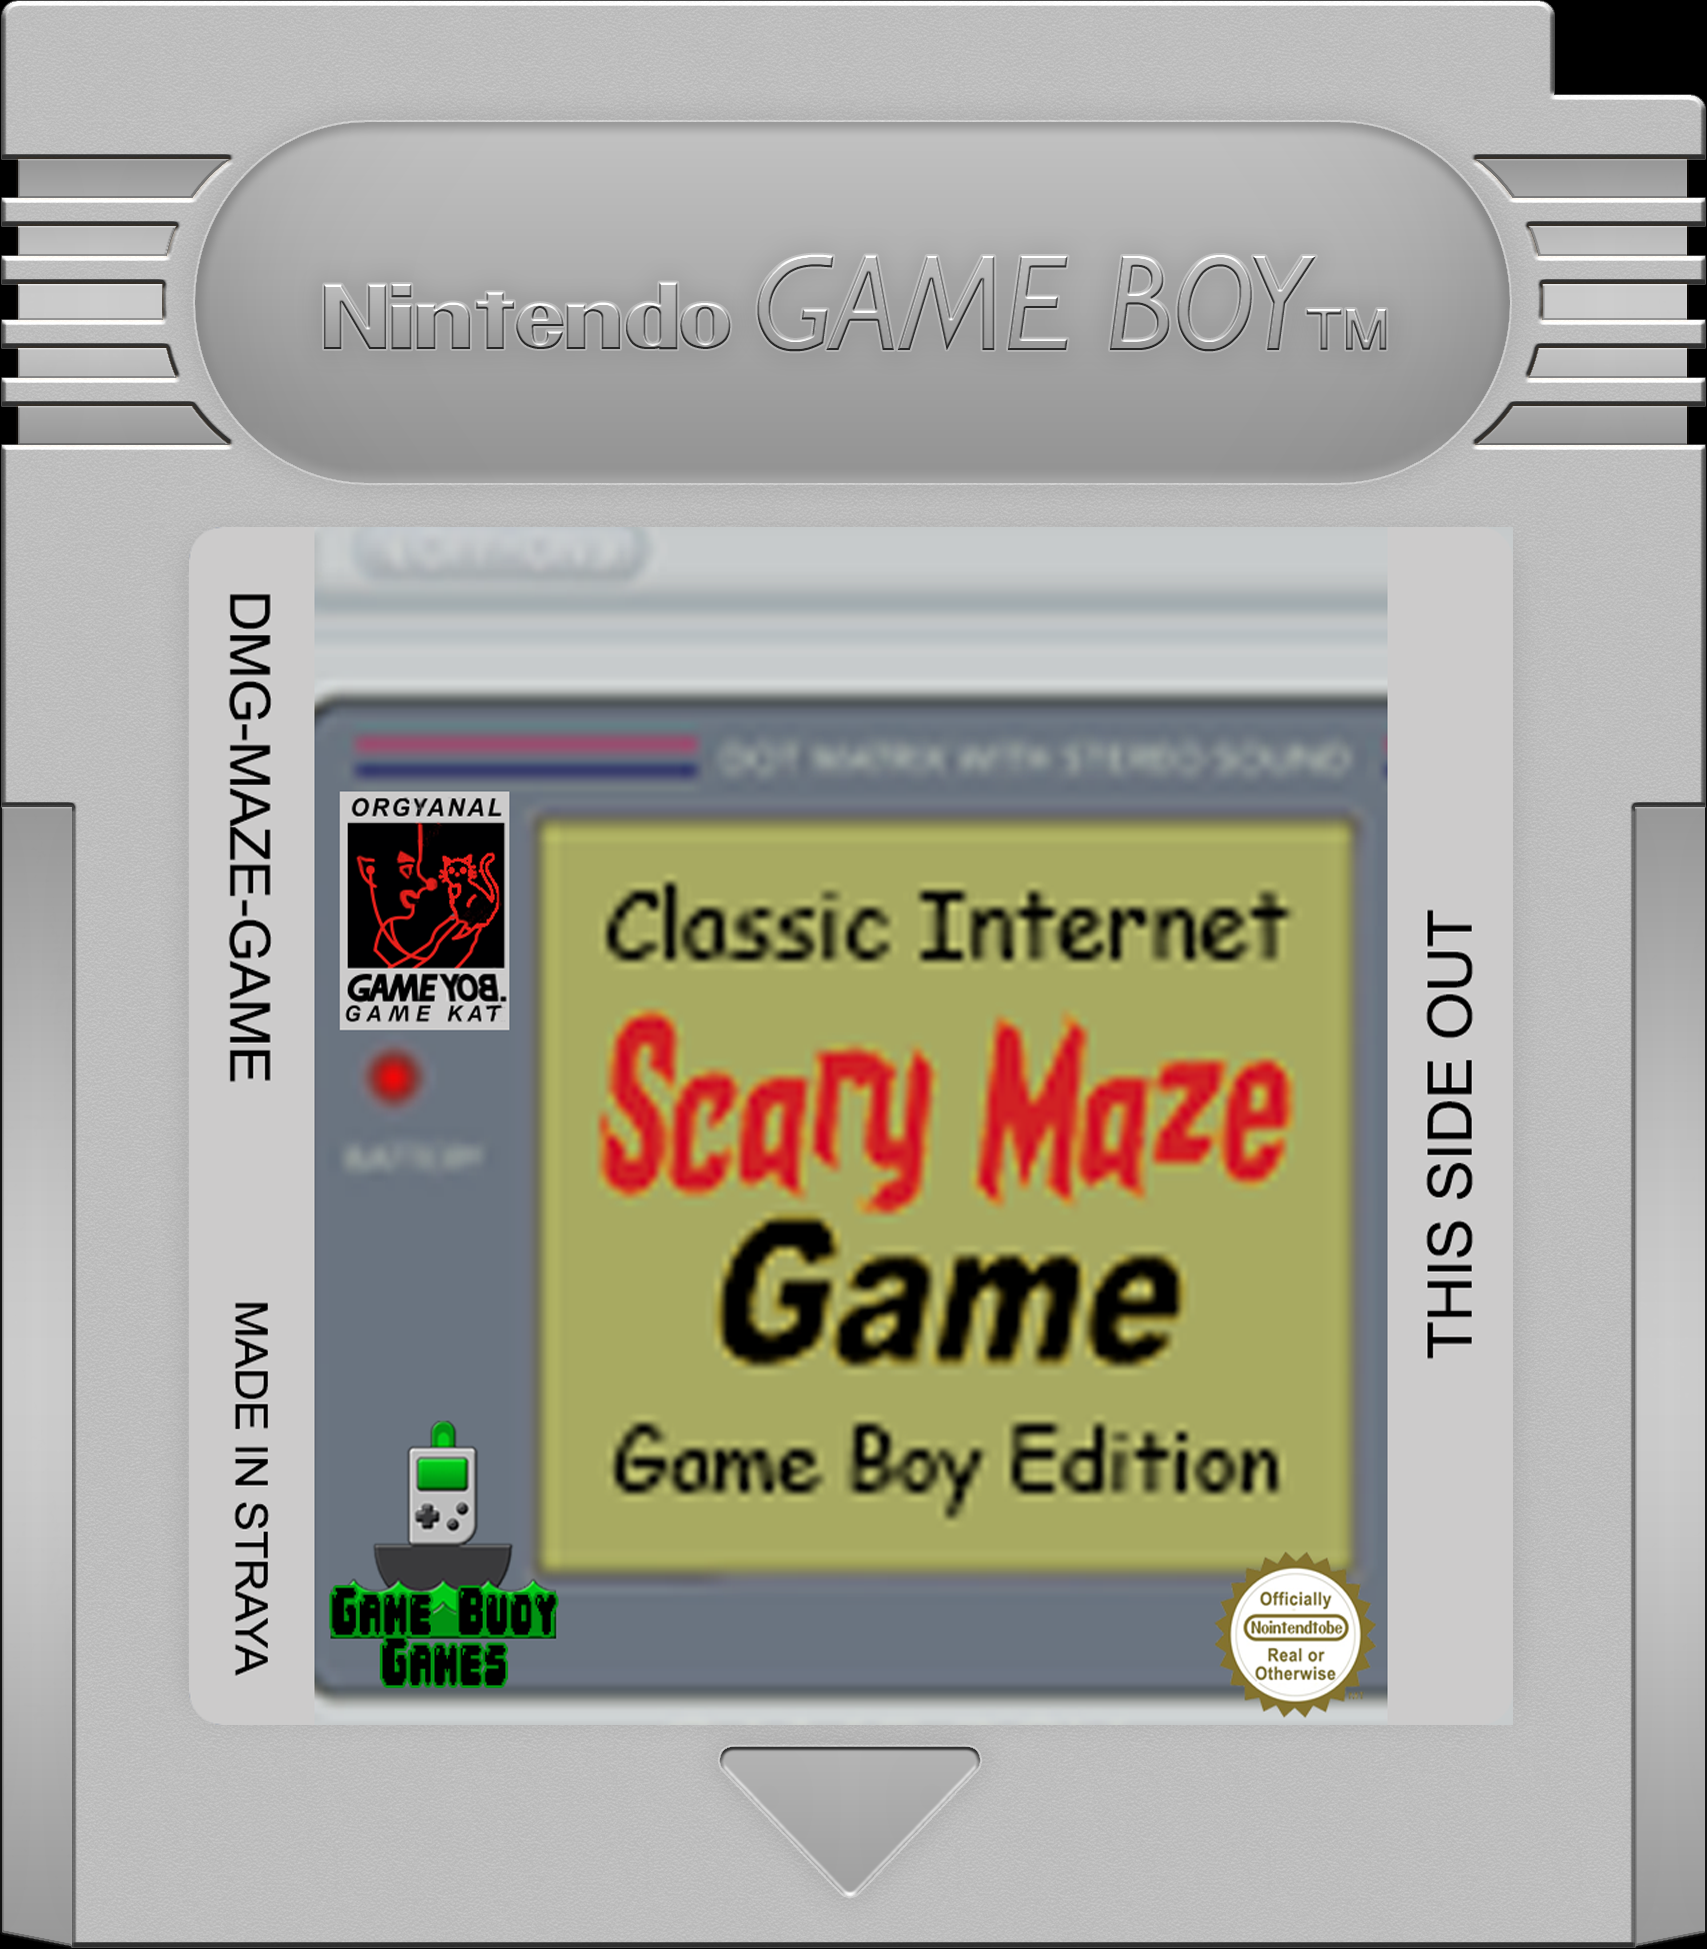 Nintendo GAME BOY TM
DMG-MAZE-GAME
MADE IN STRAYA
DOT MATRIX WITH STEREO SOUND
ORGYANAL
GAME YOB.
GAME KAT
BATTERY
Classic Internet
Scary Maze
Game
Game Boy Edition
GAME BUOY
GAMES
Officially
Nointendtobe
Real or
Otherwise
THIS SIDE OUT